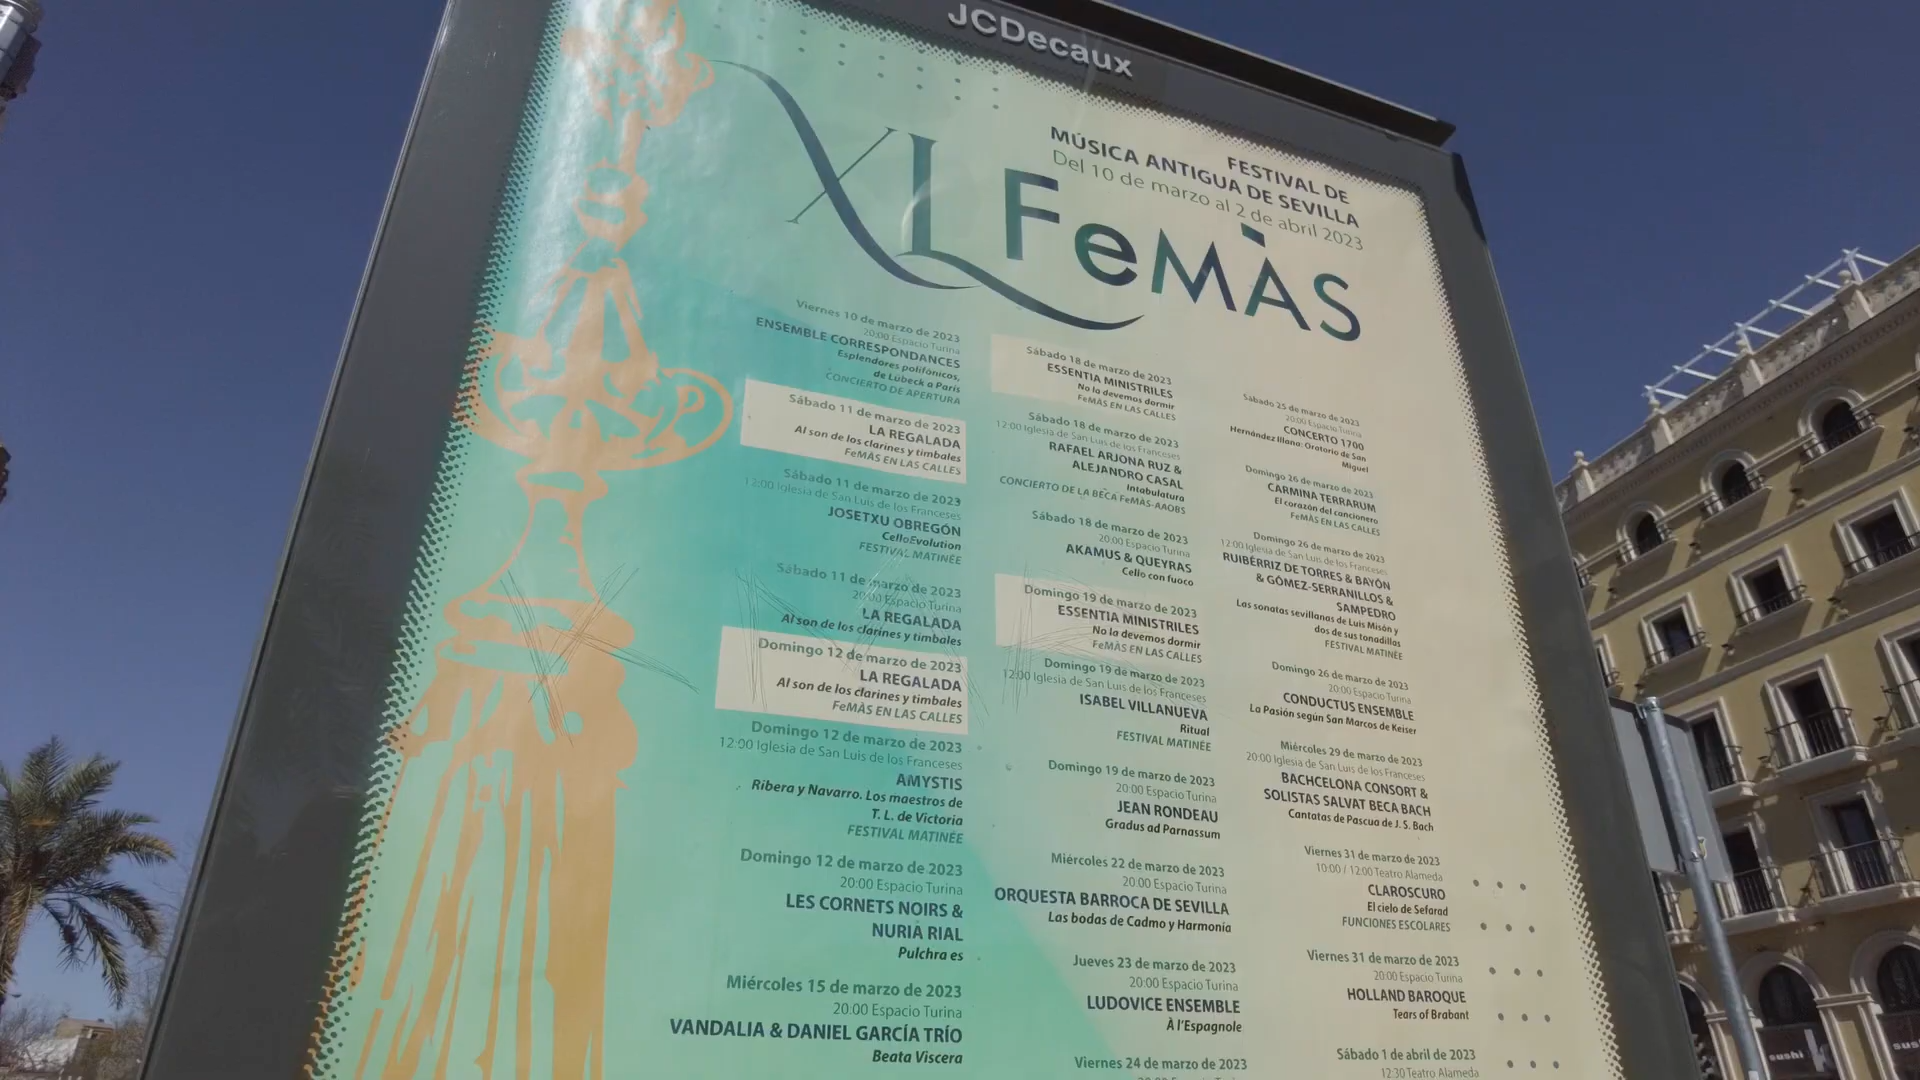 JCDecaux
FESTIVAL DE
MÚSICA ANTIGUA DE SEVILLA
Del 10 de marzo al 2 de abril 2023
XL FeMÀS
Viernes 10 de marzo de 2023
20:00 Espacio Turina
ENSEMBLE CORRESPONDANCES
Esplendores polifónicos,
de Lübeck a París
CONCIERTO DE APERTURA
Sábado 11 de marzo de 2023
LA REGALADA
Al son de los clarines y timbales
FeMÀS EN LAS CALLES
Sábado 11 de marzo de 2023
12:00 Iglesia de San Luis de los Franceses
JOSETXU OBREGÓN
CelloEvolution
FESTIVAL MATINÉE
Sábado 11 de marzo de 2023
20:00 Espacio Turina
LA REGALADA
Al son de los clarines y timbales
Domingo 12 de marzo de 2023
LA REGALADA
Al son de los clarines y timbales
FeMÀS EN LAS CALLES
Domingo 12 de marzo de 2023
12:00 Iglesia de San Luis de los Franceses
AMYSTIS
Ribera y Navarro. Los maestros de
T. L. de Victoria
FESTIVAL MATINÉE
Domingo 12 de marzo de 2023
20:00 Espacio Turina
LES CORNETS NOIRS &
NURIA RIAL
Pulchra es
Miércoles 15 de marzo de 2023
20:00 Espacio Turina
VANDALIA & DANIEL GARCÍA TRÍO
Beata Viscera
Sábado 18 de marzo de 2023
ESSENTIA MINISTRILES
No la devemos dormir
FeMÀS EN LAS CALLES
Sábado 18 de marzo de 2023
12:00 Iglesia de San Luis de los Franceses
RAFAEL ARJONA RUZ &
ALEJANDRO CASAL
Intabulatura
CONCIERTO DE LA BECA FeMÀS-AAOBS
Sábado 18 de marzo de 2023
20:00 Espacio Turina
AKAMUS & QUEYRAS
Cello con fuoco
Domingo 19 de marzo de 2023
ESSENTIA MINISTRILES
No la devemos dormir
FeMÀS EN LAS CALLES
Domingo 19 de marzo de 2023
12:00 Iglesia de San Luis de los Franceses
ISABEL VILLANUEVA
Ritual
FESTIVAL MATINÉE
Domingo 19 de marzo de 2023
20:00 Espacio Turina
JEAN RONDEAU
Gradus ad Parnassum
Miércoles 22 de marzo de 2023
20:00 Espacio Turina
ORQUESTA BARROCA DE SEVILLA
Las bodas de Cadmo y Harmonía
Jueves 23 de marzo de 2023
20:00 Espacio Turina
LUDOVICE ENSEMBLE
À l'Espagnole
Viernes 24 de marzo de 2023
Sábado 25 de marzo de 2023
20:00 Espacio Turina
CONCERTO 1700
Hernández Illana: Oratorio de San
Miguel
Domingo 26 de marzo de 2023
CARMINA TERRARUM
El corazón del cancionero
FeMÀS EN LAS CALLES
Domingo 26 de marzo de 2023
12:00 Iglesia de San Luis de los Franceses
RUIBÉRRIZ DE TORRES & BAYÓN
& GÓMEZ-SERRANILLOS &
SAMPEDRO
Las sonatas sevillanas de Luis Misón y
dos de sus tonadillas
FESTIVAL MATINÉE
Domingo 26 de marzo de 2023
20:00 Espacio Turina
CONDUCTUS ENSEMBLE
La Pasión según San Marcos de Keiser
Miércoles 29 de marzo de 2023
20:00 Iglesia de San Luis de los Franceses
BACHCELONA CONSORT &
SOLISTAS SALVAT BECA BACH
Cantatas de Pascua de J. S. Bach
Viernes 31 de marzo de 2023
10:00 / 12:00 Teatro Alameda
CLAROSCURO
El cielo de Sefarad
FUNCIONES ESCOLARES
Viernes 31 de marzo de 2023
20:00 Espacio Turina
HOLLAND BAROQUE
Tears of Brabant
Sábado 1 de abril de 2023
12:30 Teatro Alameda
sushi